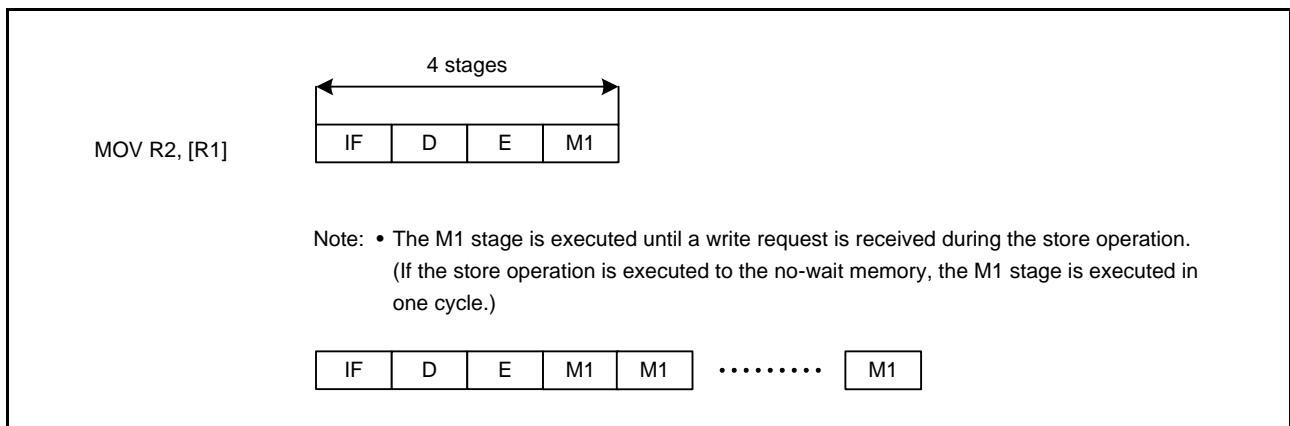 4 stages
MOV R2, [R1] IF D E M1
Note: • The M1 stage is executed until a write request is received during the store operation.
(If the store operation is executed to the no-wait memory, the M1 stage is executed in
one cycle.)
IF D E M1 M1 ········· M1